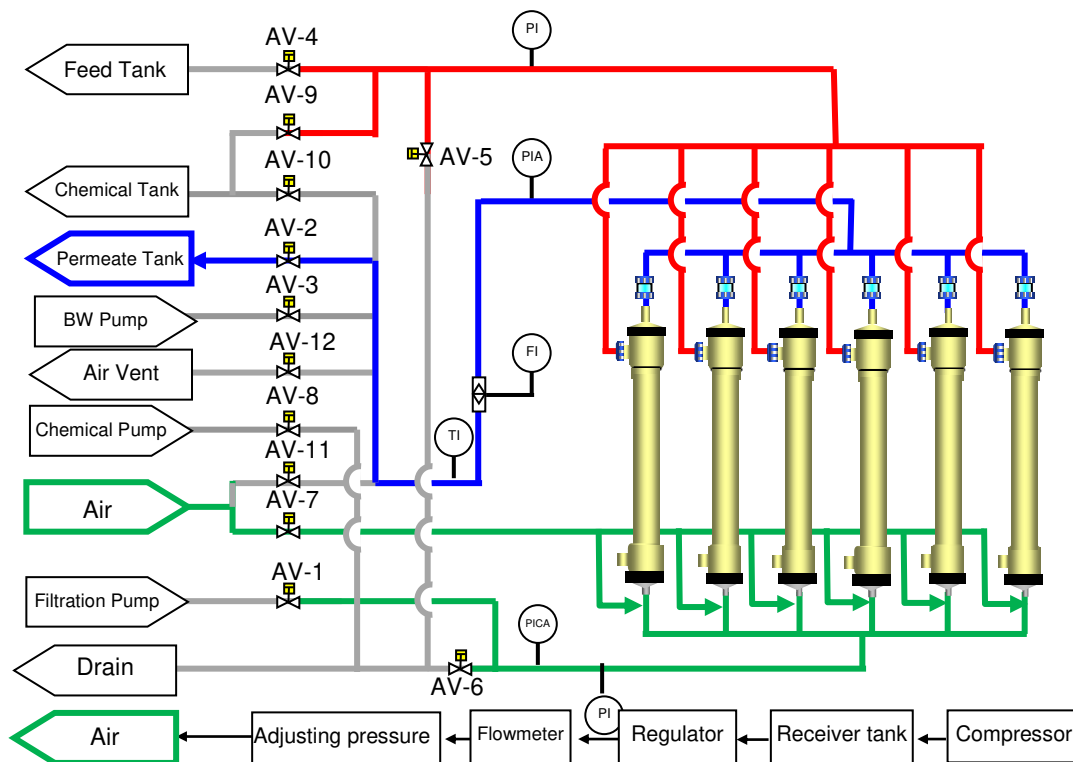 AV-4
PI
Feed Tank
AV-9
AV-10
AV-5
PIA
Chemical Tank
AV-2
Permeate Tank
AV-3
BW Pump
AV-12
Air Vent
FI
AV-8
Chemical Pump
TI
AV-11
Air
AV-7
AV-1
Filtration Pump
PICA
Drain
AV-6
PI
Air
Adjusting pressure
Flowmeter
Regulator
Receiver tank
Compressor